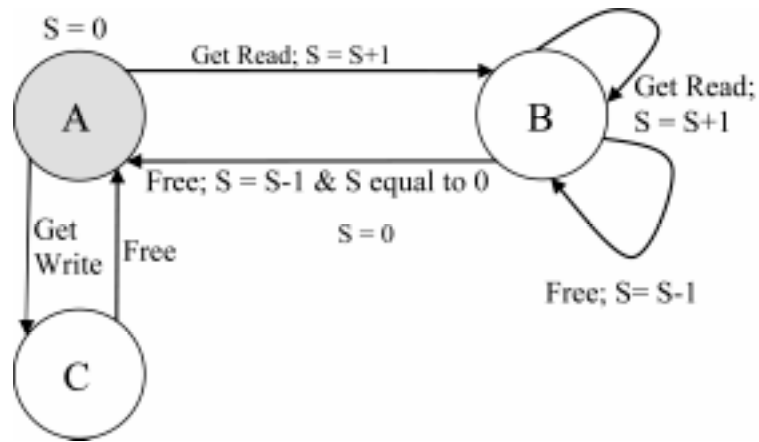 S = 0
Get Read; S = S+1
A
B
Get Read;
S = S+1
Free; S = S-1 & S equal to 0
S = 0
Get
Write
Free
Free; S= S-1
C